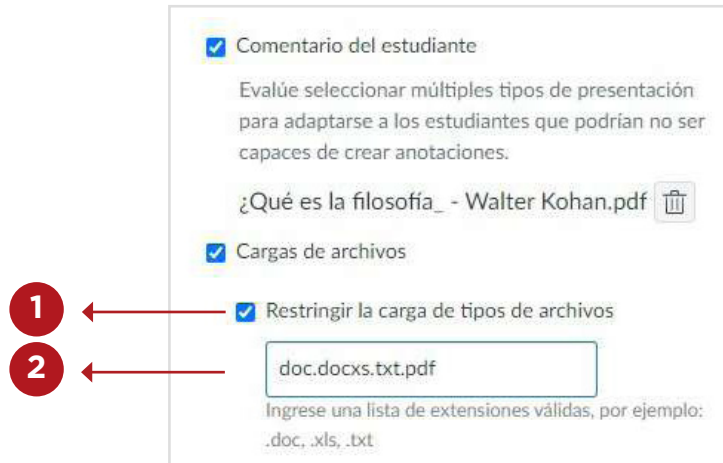 Comentario del estudiante
Evalúe seleccionar múltiples tipos de presentación
para adaptarse a los estudiantes que podrían no ser
capaces de crear anotaciones.
¿Qué es la filosofía_ - Walter Kohan.pdf
Cargas de archivos
1 Restringir la carga de tipos de archivos
2 doc.docxs.txt.pdf
Ingrese una lista de extensiones válidas, por ejemplo:
.doc, .xls, .txt